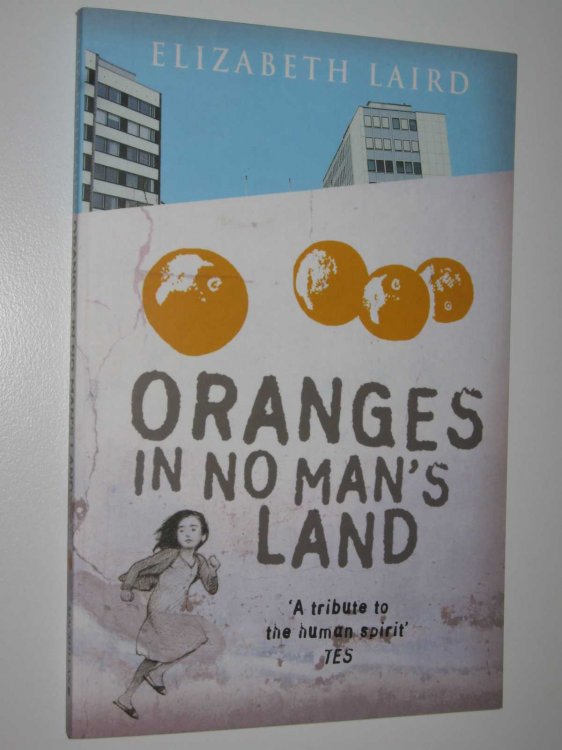 ELIZABETH LAIRD
ORANGES
IN NO MAN'S
LAND
'A tribute to
the human spirit'
TES